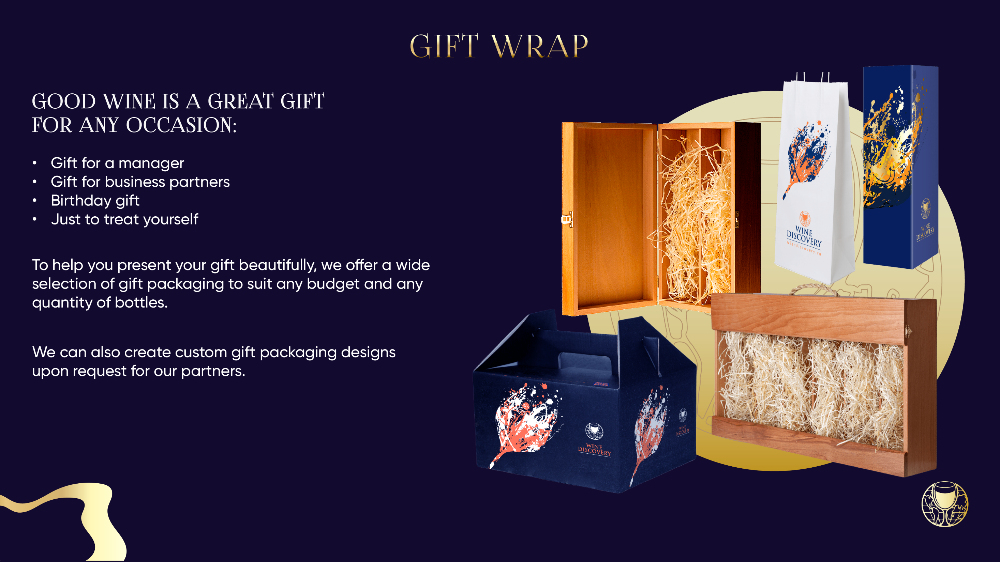 GIFT WRAP
GOOD WINE IS A GREAT GIFT
FOR ANY OCCASION:
• Gift for a manager
• Gift for business partners
• Birthday gift
• Just to treat yourself
To help you present your gift beautifully, we offer a wide
selection of gift packaging to suit any budget and any
quantity of bottles.
We can also create custom gift packaging designs
upon request for our partners.
WINE
DISCOVERY
winediscovery.ru
WINE
DISCOVERY
WINE
DISCOVERY
WINE
DISCOVERY